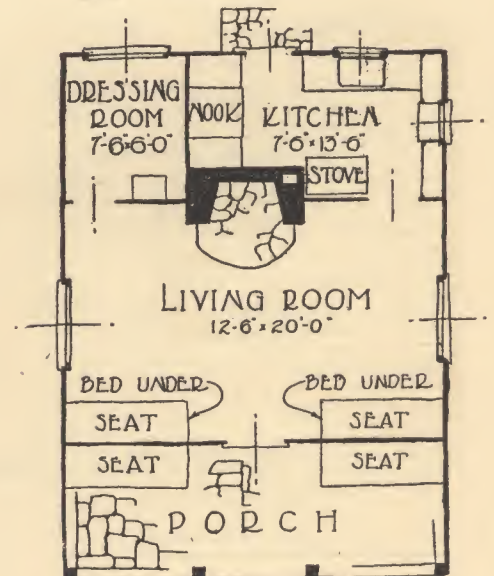 DRESSING
ROOM
7'-6"x6'-0"
NOOK
KITCHEN
7'-6"x13'-6"
STOVE
LIVING ROOM
12'-6"x20'-0"
BED UNDER
BED UNDER
SEAT
SEAT
SEAT
SEAT
PORCH